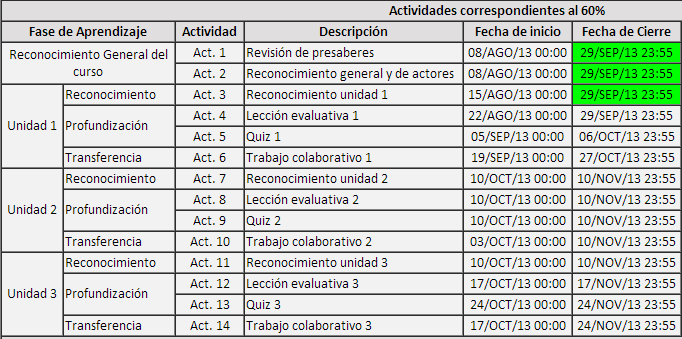 Actividades correspondientes al 60%
Fase de Aprendizaje Actividad Descripción Fecha de inicio Fecha de Cierre
Reconocimiento General del curso Act. 1 Revisión de presaberes 08/AGO/13 00:00 29/SEP/13 23:55
Act. 2 Reconocimiento general y de actores 08/AGO/13 00:00 29/SEP/13 23:55
Unidad 1 Reconocimiento Act. 3 Reconocimiento unidad 1 15/AGO/13 00:00 29/SEP/13 23:55
Profundización Act. 4 Lección evaluativa 1 22/AGO/13 00:00 29/SEP/13 23:55
Act. 5 Quiz 1 05/SEP/13 00:00 06/OCT/13 23:55
Transferencia Act. 6 Trabajo colaborativo 1 19/SEP/13 00:00 27/OCT/13 23:55
Unidad 2 Reconocimiento Act. 7 Reconocimiento unidad 2 10/OCT/13 00:00 10/NOV/13 23:55
Profundización Act. 8 Lección evaluativa 2 10/OCT/13 00:00 10/NOV/13 23:55
Act. 9 Quiz 2 10/OCT/13 00:00 10/NOV/13 23:55
Transferencia Act. 10 Trabajo colaborativo 2 03/OCT/13 00:00 10/NOV/13 23:55
Unidad 3 Reconocimiento Act. 11 Reconocimiento unidad 3 10/OCT/13 00:00 10/NOV/13 23:55
Profundización Act. 12 Lección evaluativa 3 17/OCT/13 00:00 17/NOV/13 23:55
Act. 13 Quiz 3 24/OCT/13 00:00 24/NOV/13 23:55
Transferencia Act. 14 Trabajo colaborativo 3 17/OCT/13 00:00 24/NOV/13 23:55